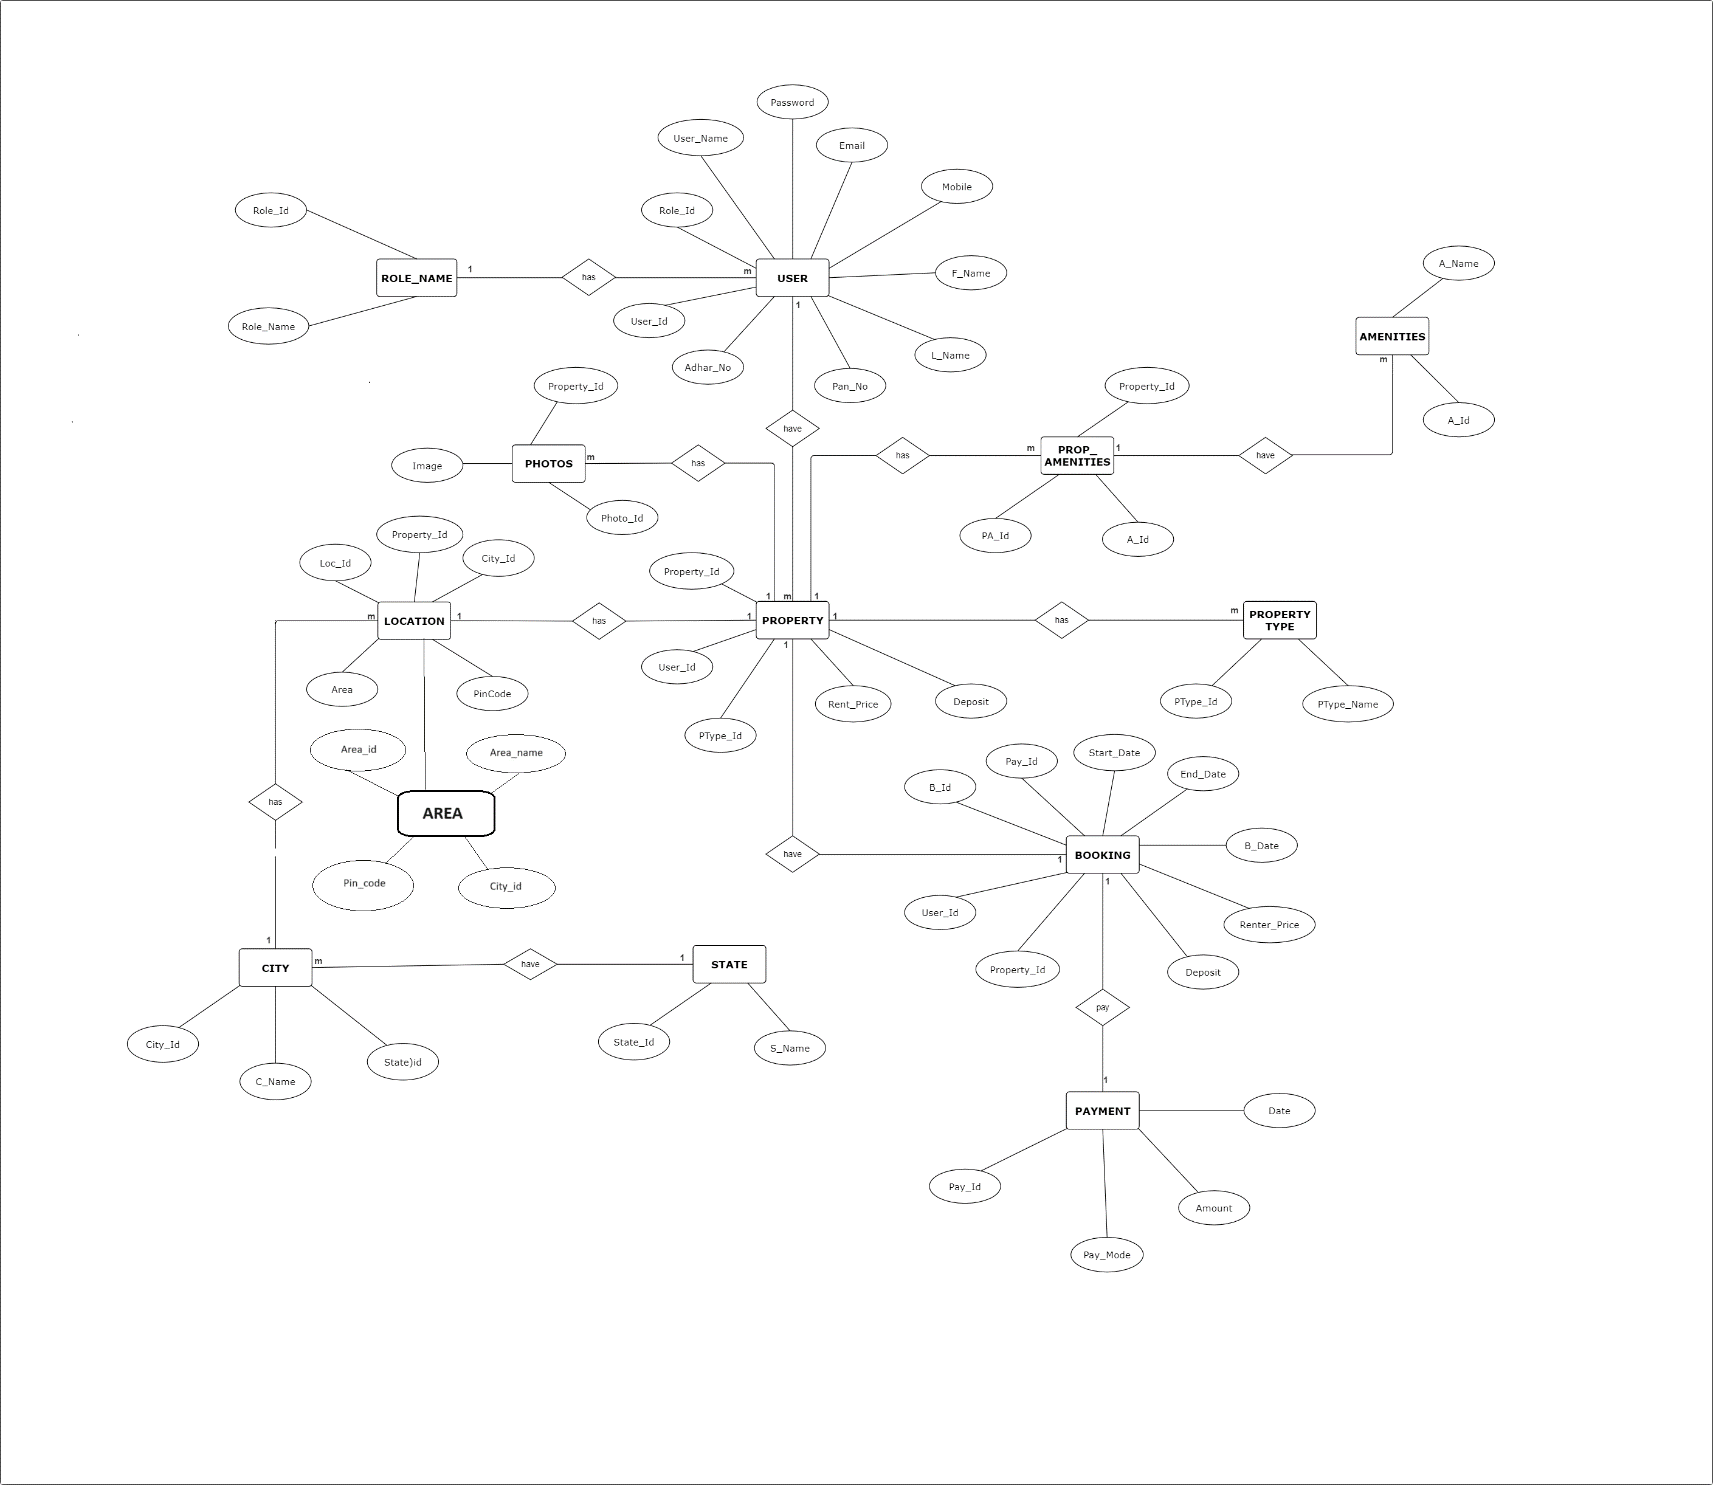 Password
User_Name
Email
Mobile
Role_Id
Role_Id
A_Name
ROLE_NAME
1
has
m
USER
F_Name
1
User_Id
Role_Name
AMENITIES
L_Name
m
Adhar_No
Pan_No
Property_Id
Property_Id
A_Id
have
m
PROP_
AMENITIES
1
has
have
Image
PHOTOS
m
has
Photo_Id
PA_Id
A_Id
Property_Id
City_Id
Loc_Id
Property_Id
1
m
1
m
LOCATION
1
has
1
PROPERTY
1
has
m
PROPERTY
TYPE
1
User_Id
Area
PinCode
Rent_Price
Deposit
PType_Id
PType_Name
PType_Id
Area_id
Area_name
Start_Date
Pay_Id
End_Date
B_Id
has
AREA
B_Date
have
1
BOOKING
1
Pin_code
City_id
User_Id
Renter_Price
1
m
1
CITY
have
STATE
Property_Id
Deposit
pay
State_Id
S_Name
City_Id
State)id
C_Name
1
PAYMENT
Date
Pay_Id
Amount
Pay_Mode